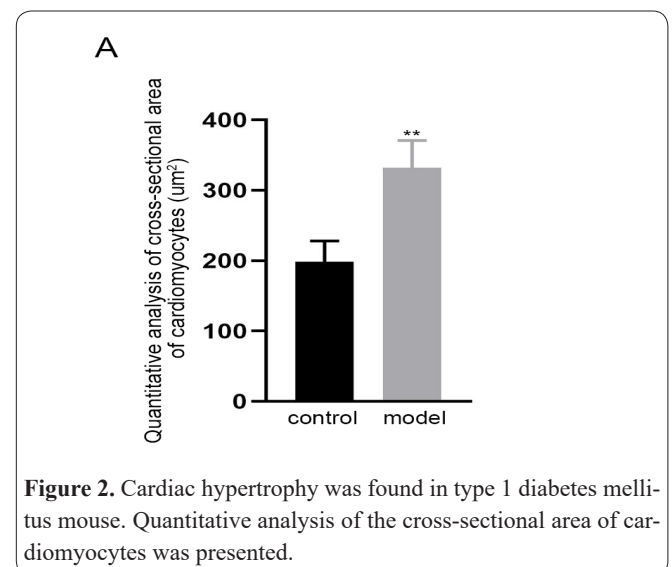 A
Quantitative analysis of cross-sectional area
of cardiomyocytes (um²)
400
300
200
100
0
**
control model
Figure 2. Cardiac hypertrophy was found in type 1 diabetes melli-
tus mouse. Quantitative analysis of the cross-sectional area of car-
diomyocytes was presented.